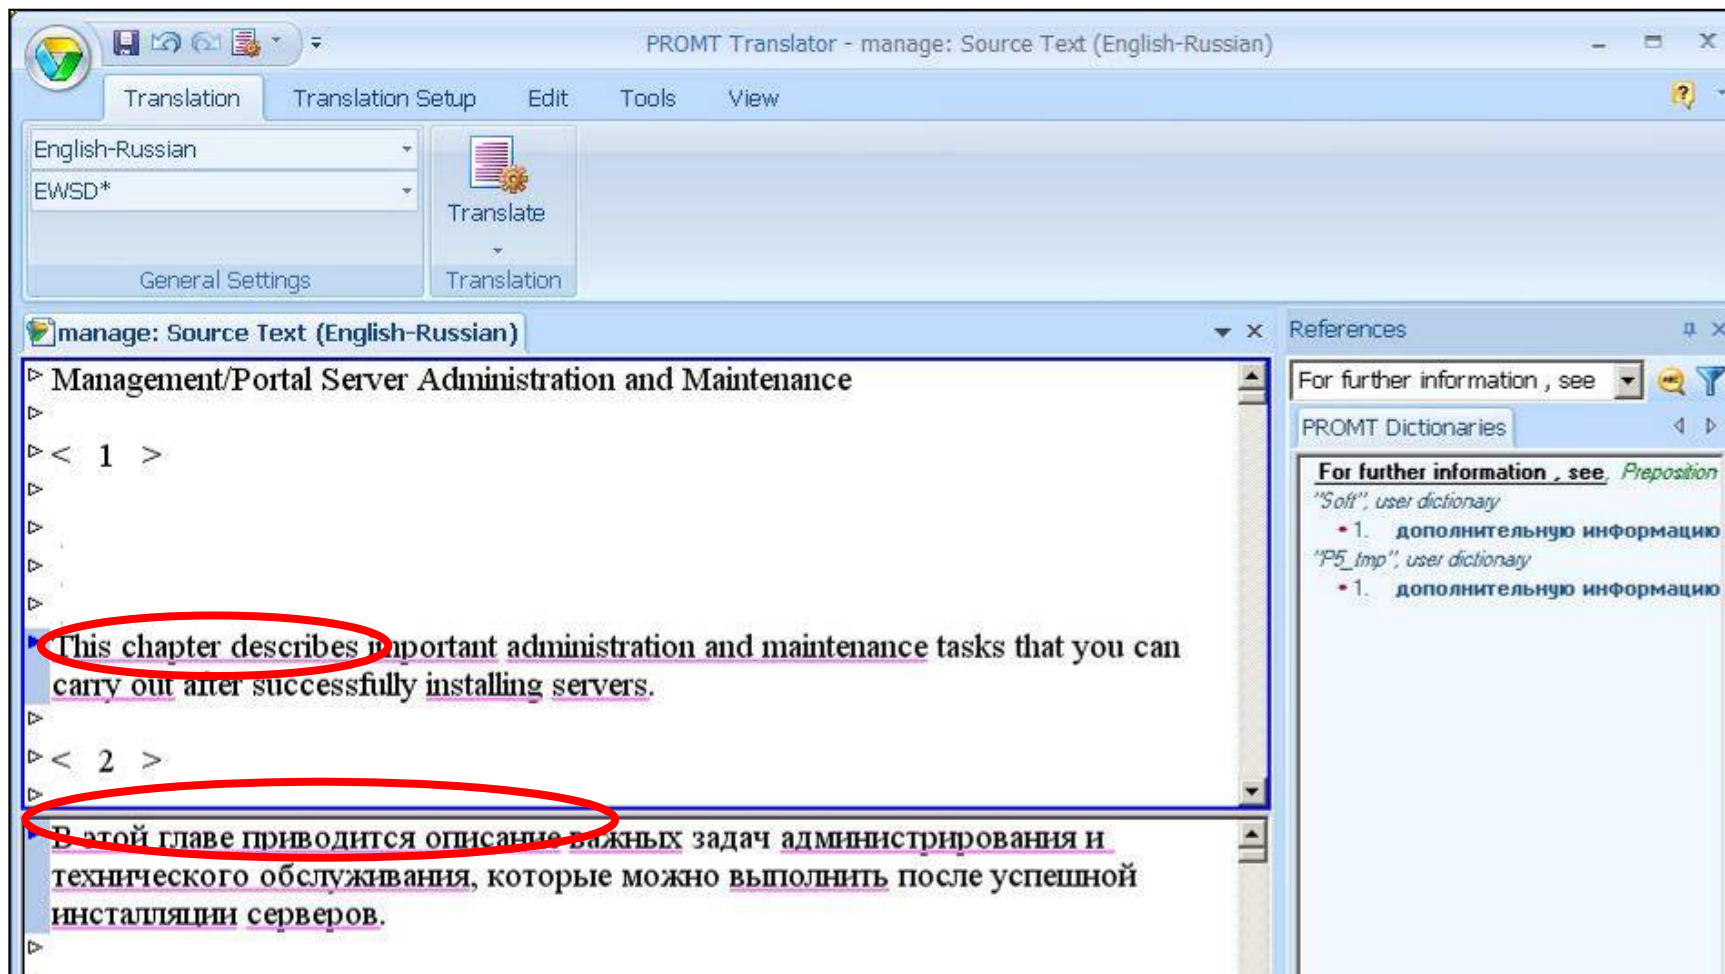 PROMT Translator - manage: Source Text (English-Russian)
Translation Translation Setup Edit Tools View
English-Russian
EWSD*
Translate
General Settings Translation
manage: Source Text (English-Russian)
References
Management/Portal Server Administration and Maintenance
< 1 >
This chapter describes important administration and maintenance tasks that you can
carry out after successfully installing servers.
< 2 >
В этой главе приводится описание важных задач администрирования и
технического обслуживания, которые можно выполнить после успешной
инсталляции серверов.
For further information , see
PROMT Dictionaries
For further information , see, Preposition
"Soft", user dictionary
• 1. дополнительную информацию
"P5_tmp", user dictionary
• 1. дополнительную информацию